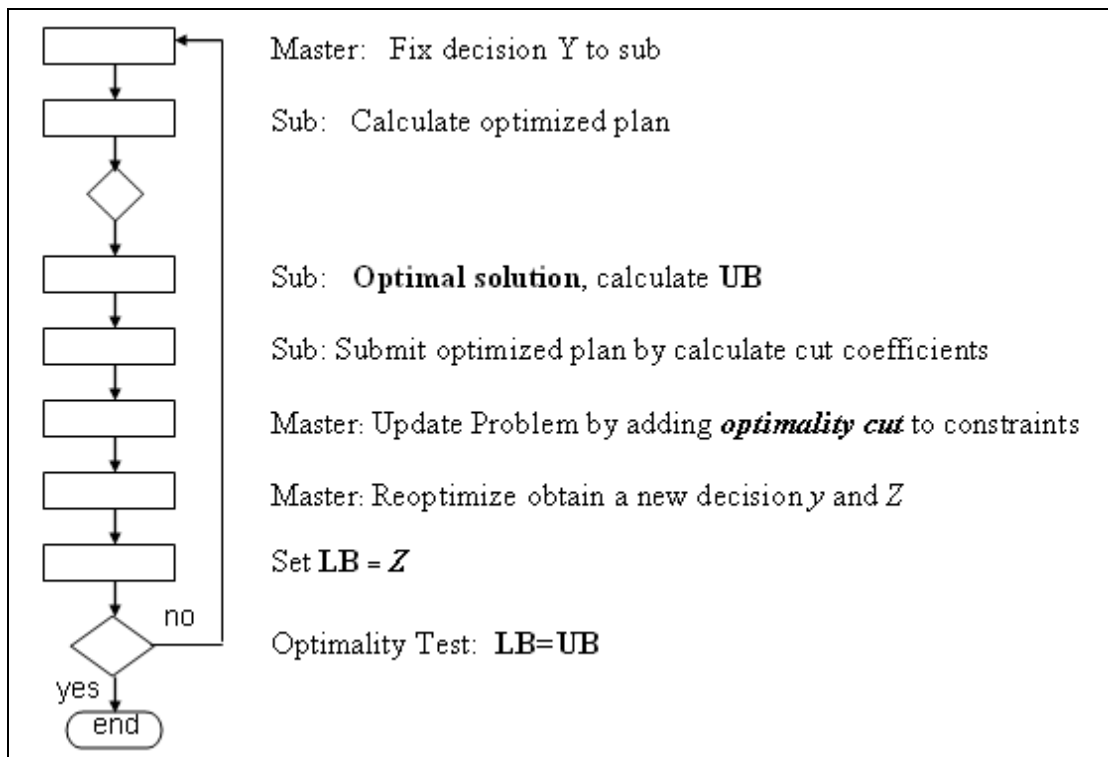 Master: Fix decision Y to sub
Sub: Calculate optimized plan
Sub: Optimal solution, calculate UB
Sub: Submit optimized plan by calculate cut coefficients
Master: Update Problem by adding optimality cut to constraints
Master: Reoptimize obtain a new decision y and Z
Set LB = Z
no
Optimality Test: LB=UB
yes
end